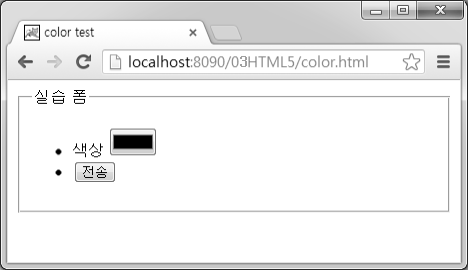 color test
localhost:8090/03HTML5/color.html
실습 폼
색상
전송